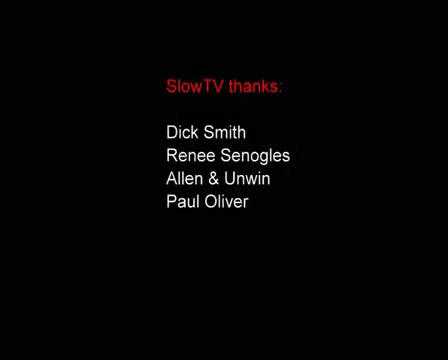 SlowTV thanks:
Dick Smith
Renee Senogles
Allen & Unwin
Paul Oliver